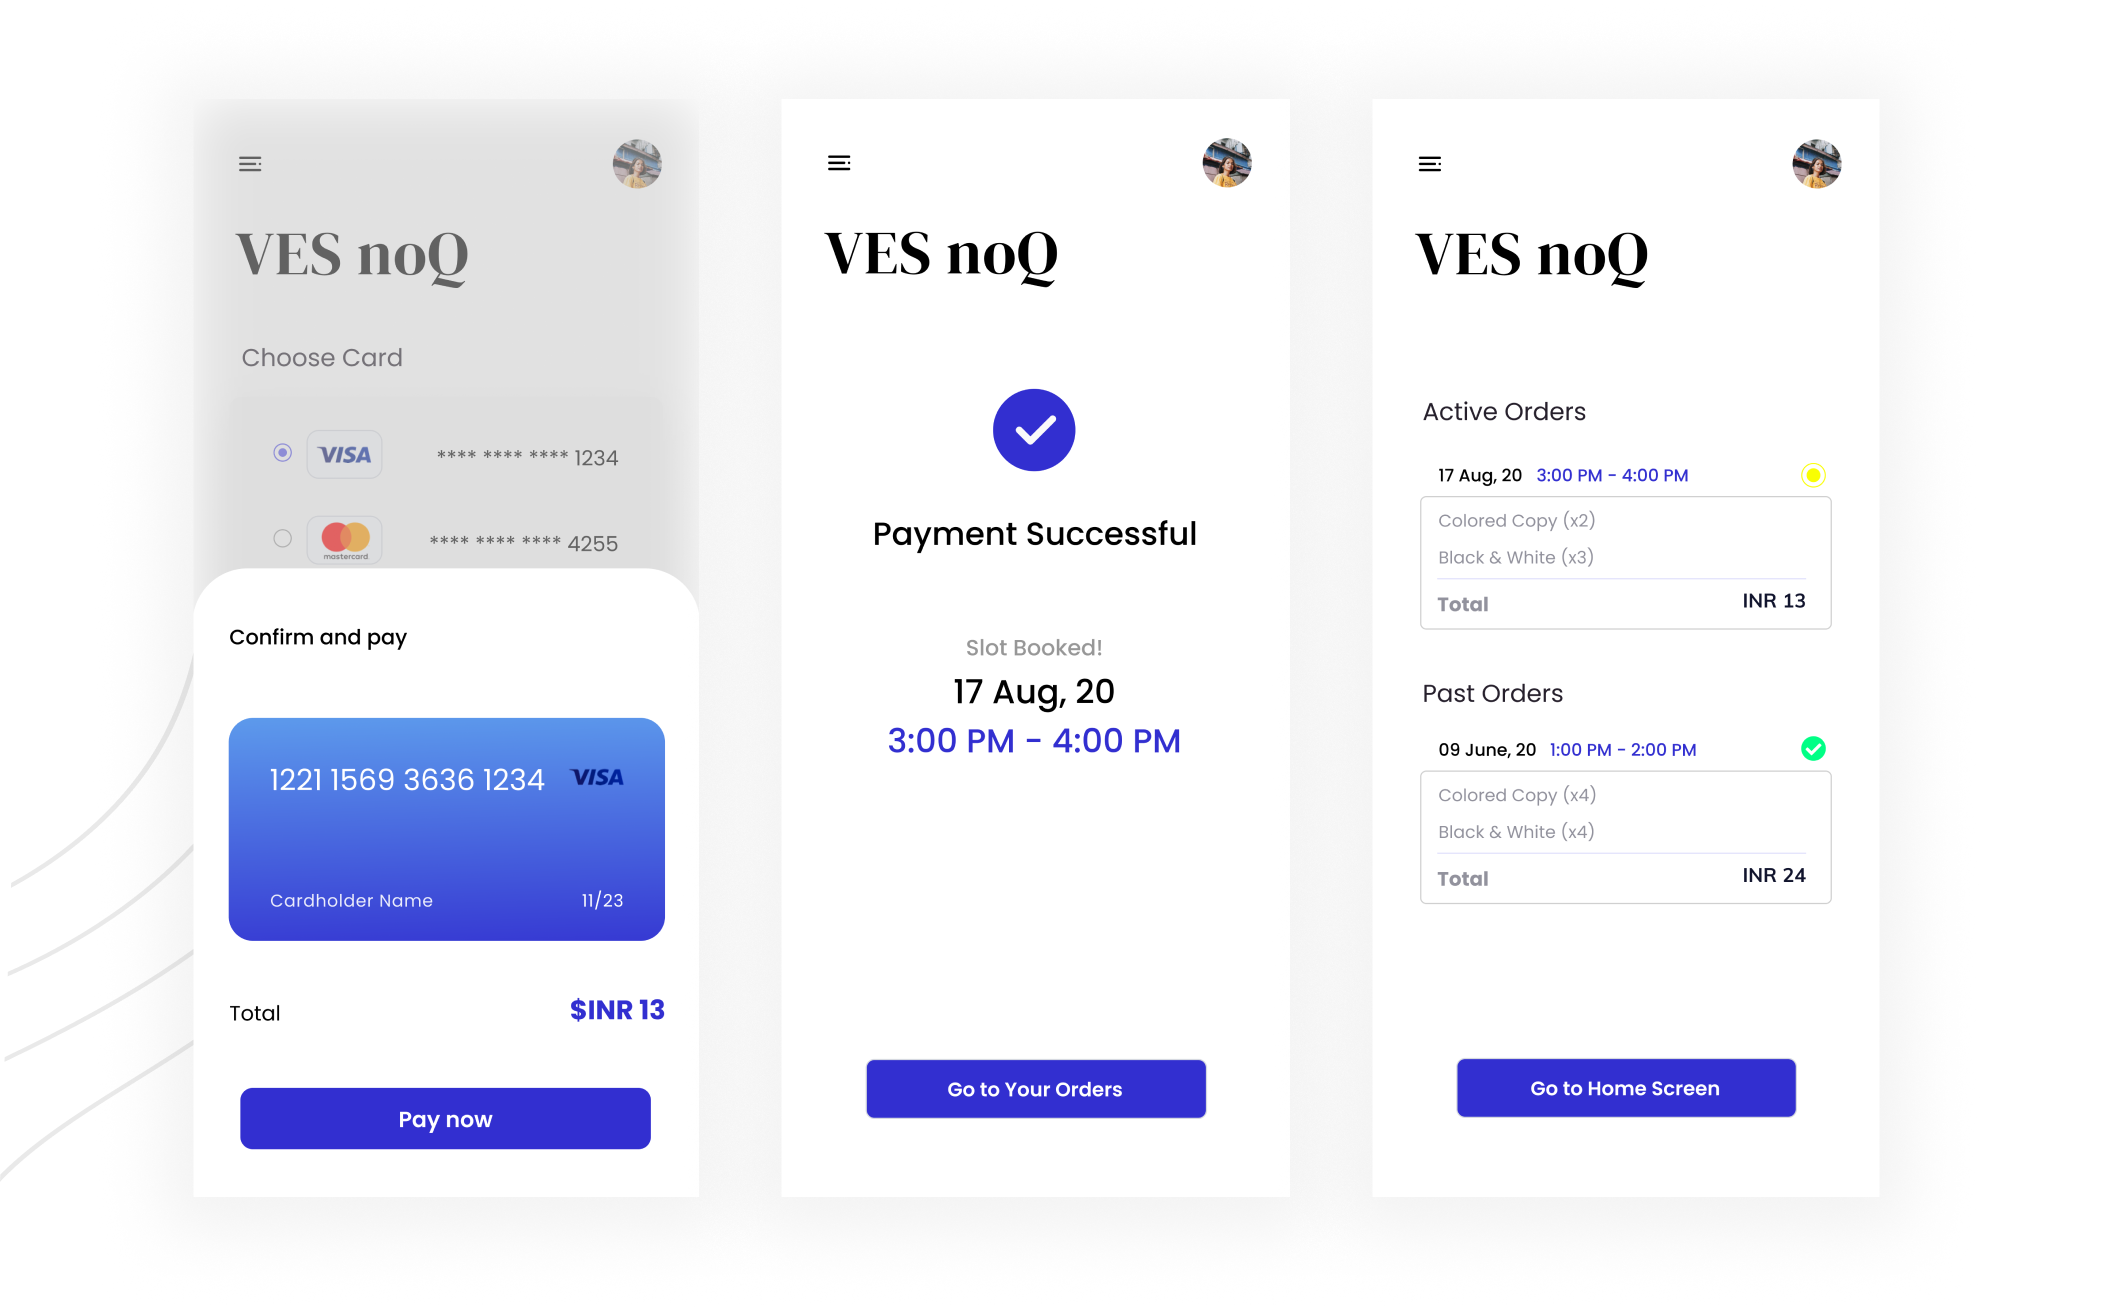 VES noQ
Choose Card
VISA **** **** **** 1234
mastercard **** **** **** 4255
Confirm and pay
1221 1569 3636 1234 VISA
Cardholder Name 11/23
Total $INR 13
Pay now
VES noQ
Payment Successful
Slot Booked!
17 Aug, 20
3:00 PM - 4:00 PM
Go to Your Orders
VES noQ
Active Orders
17 Aug, 20 3:00 PM - 4:00 PM
Colored Copy (x2)
Black & White (x3)
Total INR 13
Past Orders
09 June, 20 1:00 PM - 2:00 PM
Colored Copy (x4)
Black & White (x4)
Total INR 24
Go to Home Screen